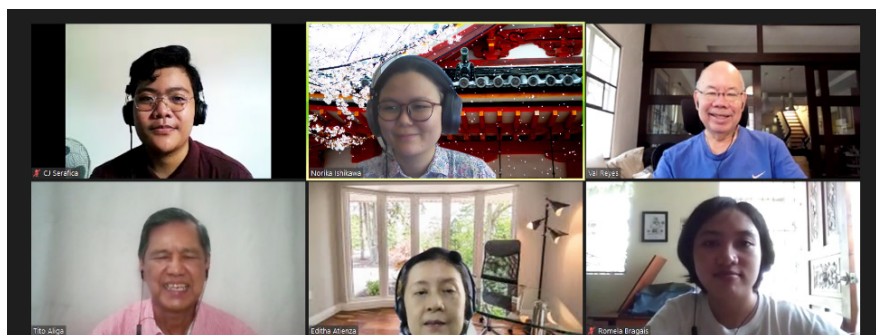 CJ Serafica
Norika Ishikawa
Val Reyes
Tito Aliga
Editha Atienza
Romela Bragais